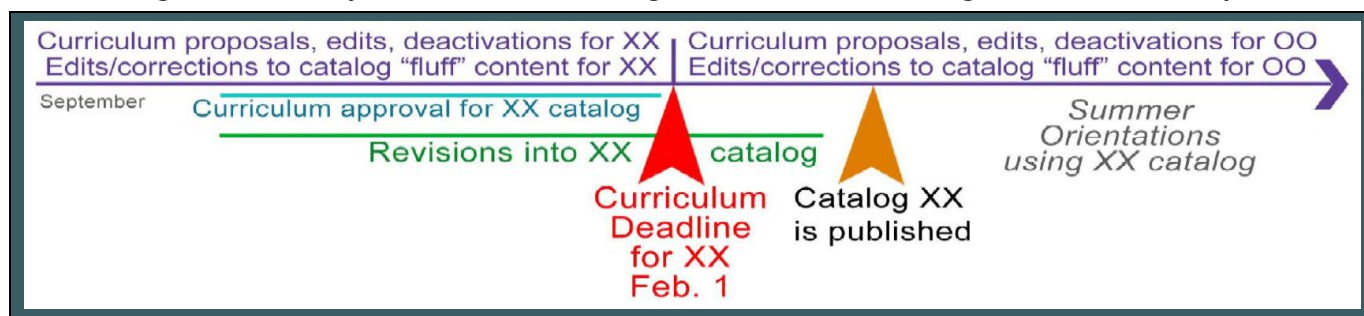 Curriculum proposals, edits, deactivations for XX
Edits/corrections to catalog “fluff” content for XX
Curriculum proposals, edits, deactivations for OO
Edits/corrections to catalog “fluff” content for OO
September
Curriculum approval for XX catalog
Revisions into XX catalog
Curriculum
Deadline
for XX
Feb. 1
Catalog XX
is published
Summer
Orientations
using XX catalog